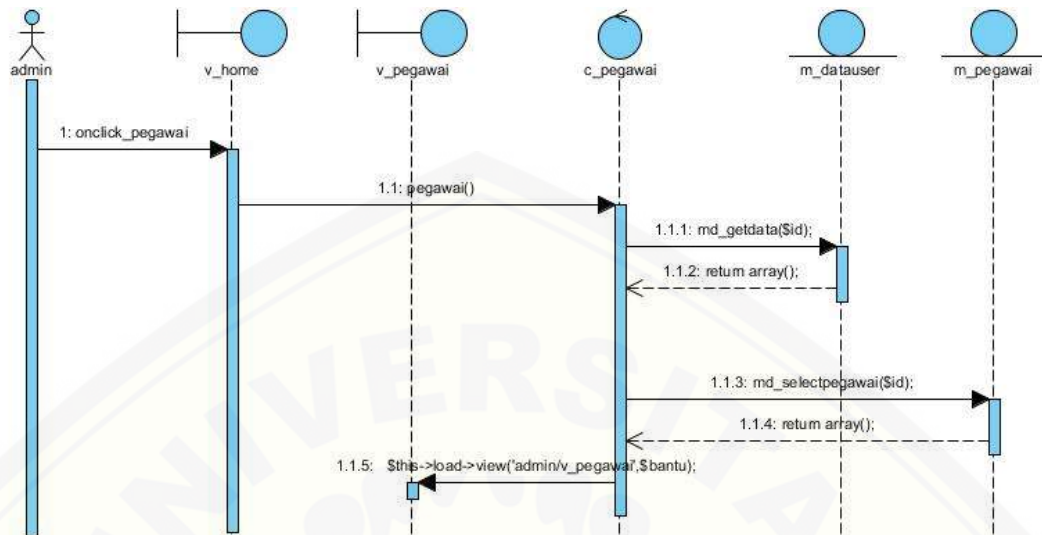 admin
v_home
v_pegawai
c_pegawai
m_datauser
m_pegawai
1: onclick_pegawai
1.1: pegawai()
1.1.1: md_getdata($id);
1.1.2: return array();
1.1.3: md_selectpegawai($id);
1.1.4: return array();
1.1.5: $this->load->view('admin/v_pegawai',$bantu);
NIVERSITA